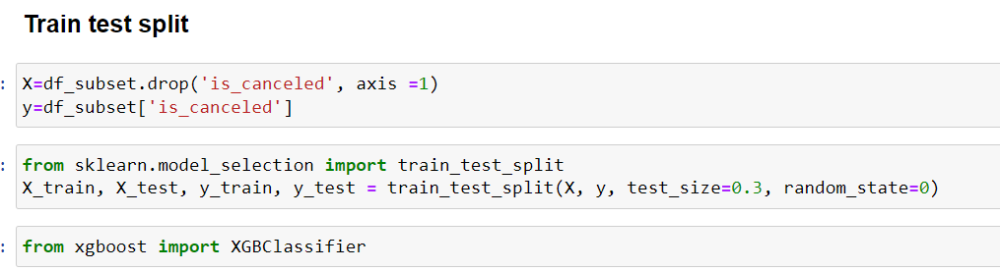 Train test split
: X=df_subset.drop('is_canceled', axis =1)
y=df_subset['is_canceled']
: from sklearn.model_selection import train_test_split
X_train, X_test, y_train, y_test = train_test_split(X, y, test_size=0.3, random_state=0)
: from xgboost import XGBClassifier